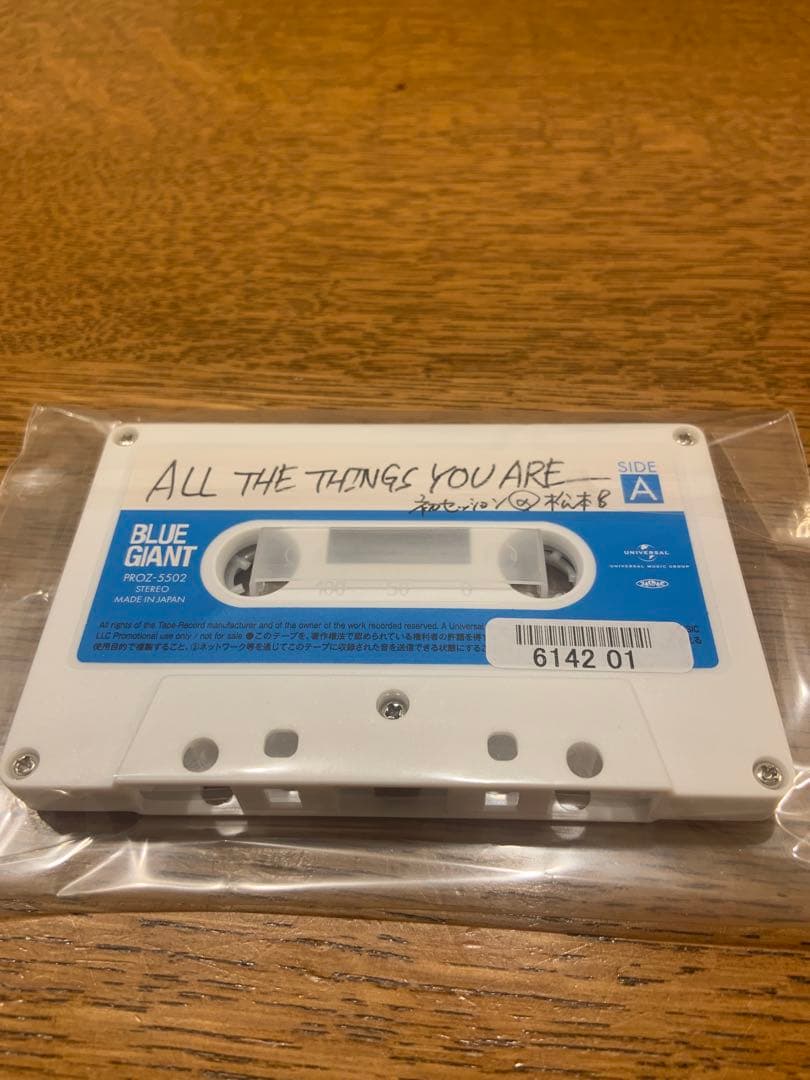 ALL THE THINGS YOU ARE
初セッション@松本8
SIDE
A
BLUE
GIANT
PROZ-5502
STEREO
MADE IN JAPAN
UNIVERSAL
UNIVERSAL MUSIC GROUP
100 50 0
All rights of the Tape-Record manufacturer and of the owner of the work recorded reserved. A Universal
LLC Promotional use only / not for sale ●このテープを、著作権法で認められている権利者の許諾を得
使用目的で複製すること、②ネットワーク等を通じてこのテープに収録された音を送信できる状態にするこ
6142 01